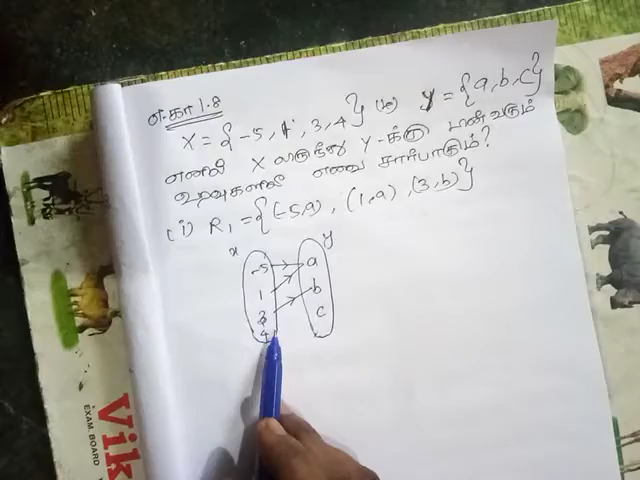 எ.கா 1.8
X = {-5, 1, 3, 4} (ம) Y = {a, b, c}
எனில் X லிருந்து Y-க்கு பின்வரும்
உறவுகளில் எவை சார்பாகும்?
(i) R₁ = {(-5,a), (1,a), (3,b)}
x y
-5 a
1 b
3 c
4
Vik
EXAM. BOARD